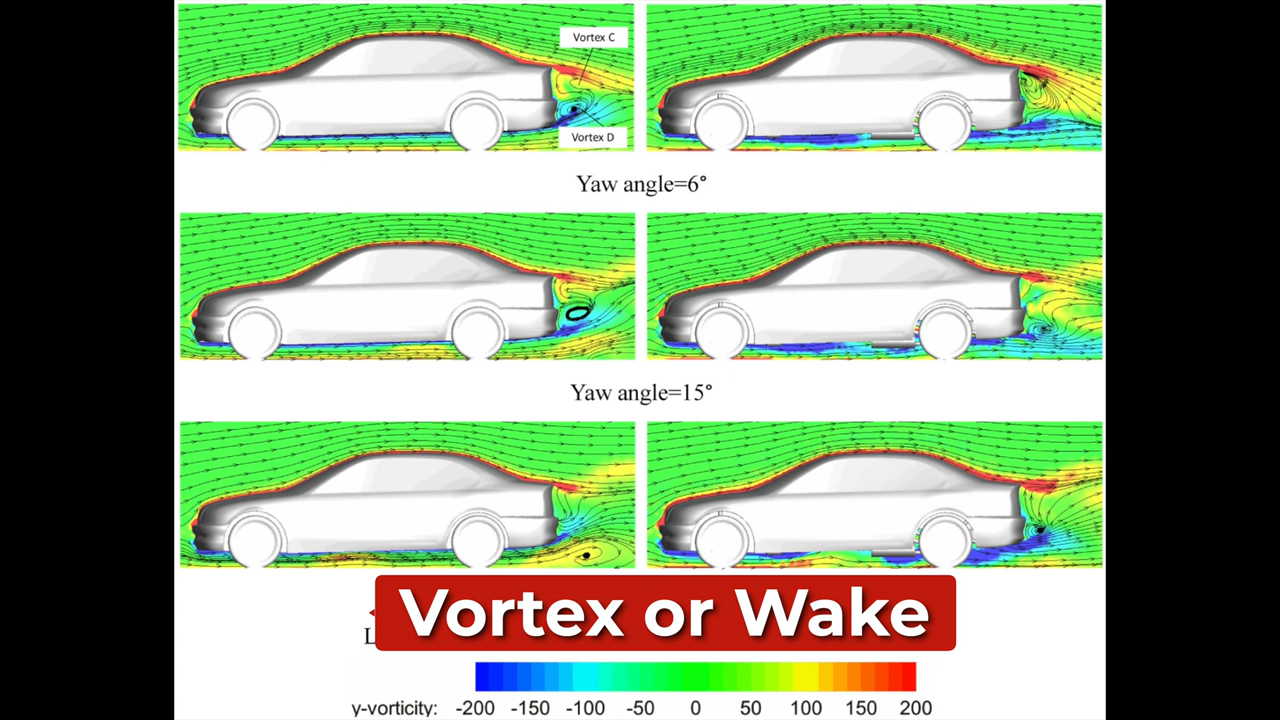 Vortex C
Vortex D
Yaw angle=6°
Yaw angle=15°
Vortex or Wake
y-vorticity: -200 -150 -100 -50 0 50 100 150 200